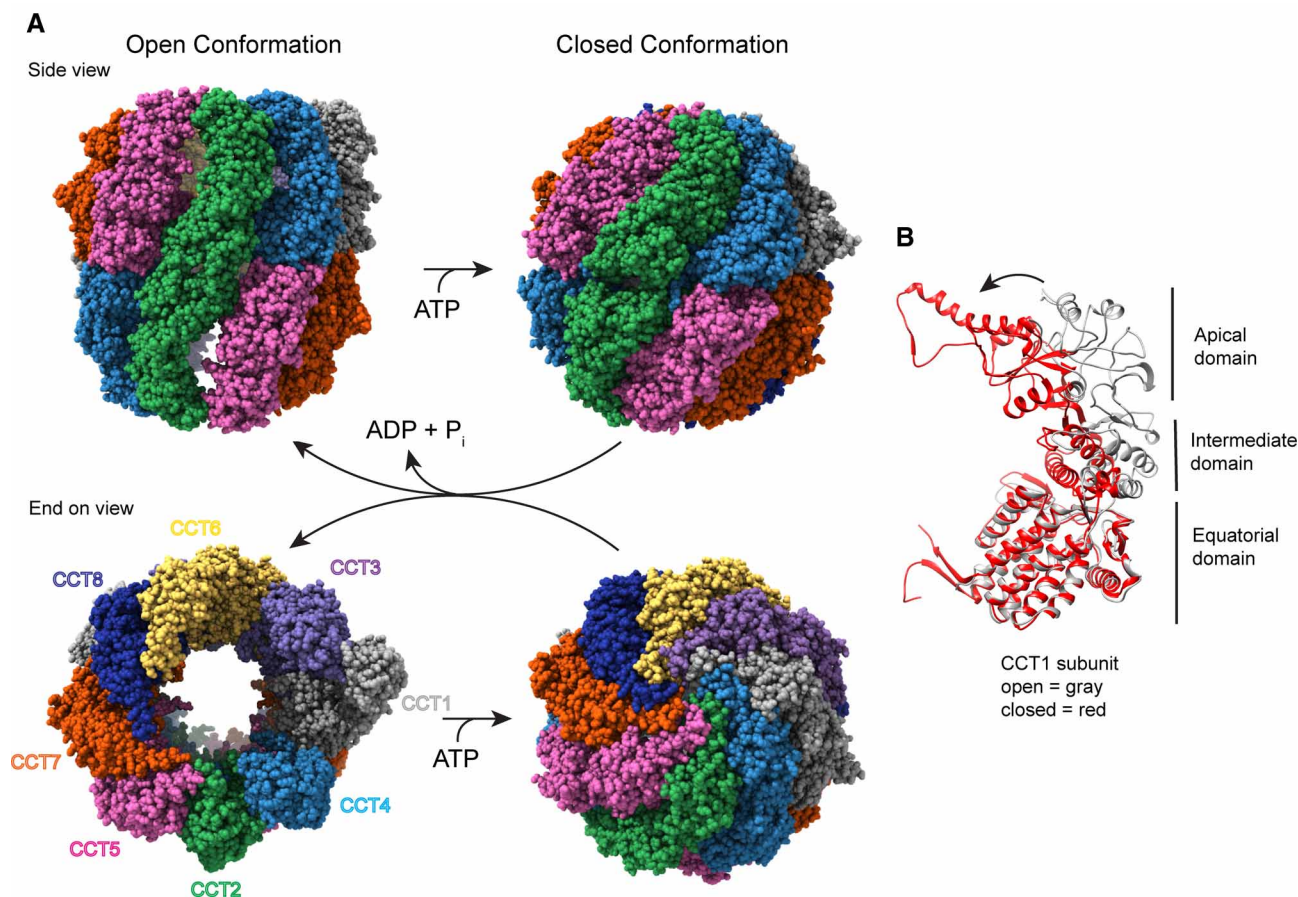 A
Open Conformation
Closed Conformation
Side view
ATP
B
Apical
domain
Intermediate
domain
Equatorial
domain
CCT1 subunit
open = gray
closed = red
ADP + Pi
End on view
CCT6
CCT8
CCT3
CCT1
CCT7
CCT4
CCT5
CCT2
ATP